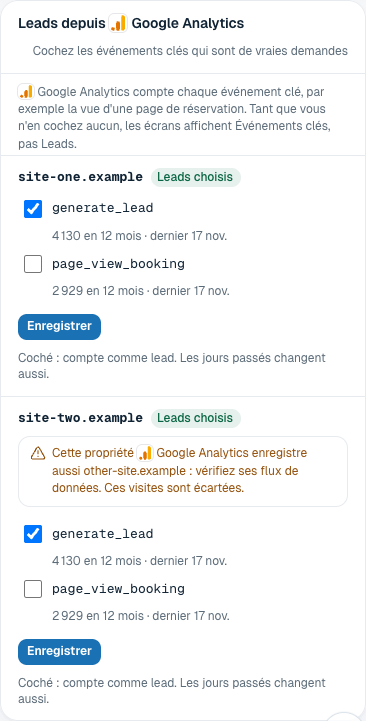 Leads depuis Google Analytics
Cochez les événements clés qui sont de vraies demandes
Google Analytics compte chaque événement clé, par
exemple la vue d'une page de réservation. Tant que vous
n'en cochez aucun, les écrans affichent Événements clés,
pas Leads.
site-one.example Leads choisis
generate_lead
4 130 en 12 mois · dernier 17 nov.
page_view_booking
2 929 en 12 mois · dernier 17 nov.
Enregistrer
Coché : compte comme lead. Les jours passés changent
aussi.
site-two.example Leads choisis
Cette propriété Google Analytics enregistre
aussi other-site.example : vérifiez ses flux de
données. Ces visites sont écartées.
generate_lead
4 130 en 12 mois · dernier 17 nov.
page_view_booking
2 929 en 12 mois · dernier 17 nov.
Enregistrer
Coché : compte comme lead. Les jours passés changent
aussi.